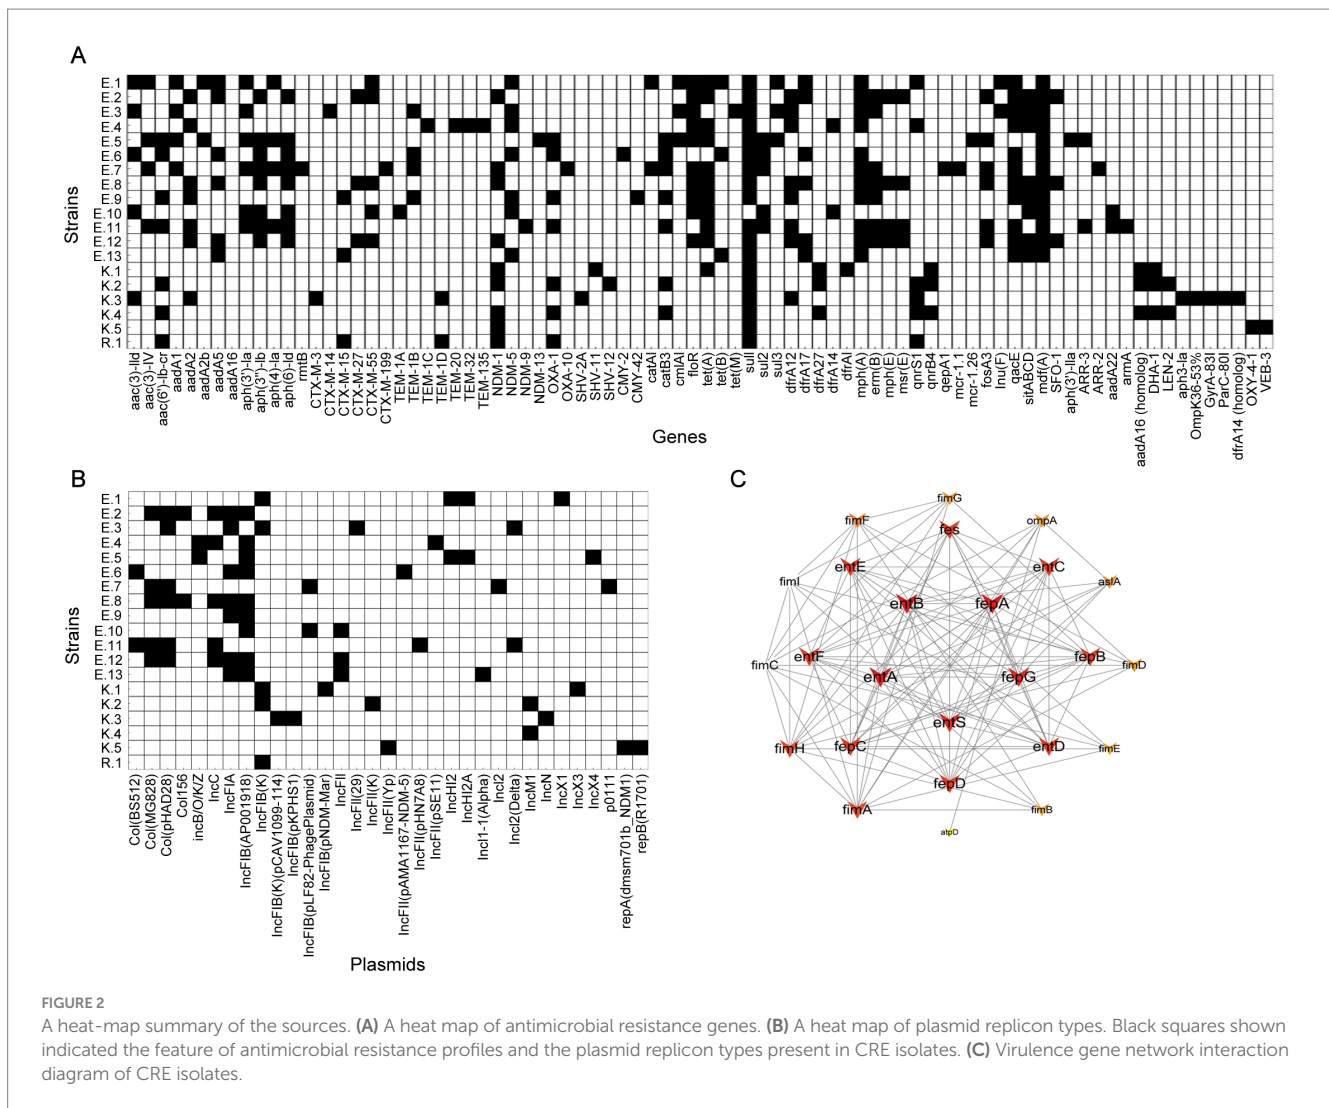 A
E.1
E.2
E.3
E.4
E.5
E.6
E.7
E.8
E.9
E.10
E.11
E.12
E.13
K.1
K.2
K.3
K.4
K.5
R.1
Strains
aac(3)-IId
aac(3)-IV
aac(6')-Ib-cr
aadA1
aadA2
aadA2b
aadA5
aadA16
aph(3')-Ia
aph(3'')-Ib
aph(4)-Ia
aph(6)-Id
rmtB
CTX-M-3
CTX-M-14
CTX-M-15
CTX-M-27
CTX-M-55
CTX-M-199
TEM-1A
TEM-1B
TEM-1C
TEM-1D
TEM-20
TEM-32
TEM-135
NDM-1
NDM-5
NDM-9
NDM-13
OXA-1
OXA-10
SHV-2A
SHV-11
SHV-12
CMY-2
CMY-42
catAI
catB3
cmlAI
floR
tet(A)
tet(B)
tet(M)
sulI
sul2
sul3
dfrA12
dfrA17
dfrA27
dfrA14
dfrAI
mph(A)
erm(B)
mph(E)
msr(E)
qnrS1
qnrB4
qepA1
mcr-1.1
mcr-1.26
fosA3
lnu(F)
qacE
sitABCD
mdf(A)
SFO-1
aph(3')-IIa
ARR-3
ARR-2
aadA22
armA
aadA16 (homolog)
DHA-1
LEN-2
aph3-Ia
OmpK36-53%
GyrA-83I
ParC-80I
dfrA14 (homolog)
OXY-4-1
VEB-3
Genes
B
E.1
E.2
E.3
E.4
E.5
E.6
E.7
E.8
E.9
E.10
E.11
E.12
E.13
K.1
K.2
K.3
K.4
K.5
R.1
Strains
Col(BS512)
Col(MG828)
Col(pHAD28)
Col156
incB/O/K/Z
IncC
IncFIA
IncFIB(AP001918)
IncFIB(K)
IncFIB(K)(pCAV1099-114)
IncFIB(pKPHS1)
IncFIB(pLF82-PhagePlasmid)
IncFIB(pNDM-Mar)
IncFII
IncFII(29)
IncFII(K)
IncFII(Yp)
IncFII(pAMA1167-NDM-5)
IncFII(pHN7A8)
IncFII(pSE11)
IncHI2
IncHI2A
IncI1-1(Alpha)
IncI2
IncI2(Delta)
IncM1
IncN
IncX1
IncX3
IncX4
p0111
repA(dmsm701b_NDM1)
repB(R1701)
Plasmids
C
fimG
fimF
fes
ompA
entE
entC
fimI
aslA
entB
fepA
entF
fepB
fimC
fimD
entA
fepG
entS
fimH
fepC
entD
fimE
fepD
fimA
fimB
atpD
FIGURE 2
A heat-map summary of the sources. (A) A heat map of antimicrobial resistance genes. (B) A heat map of plasmid replicon types. Black squares shown
indicated the feature of antimicrobial resistance profiles and the plasmid replicon types present in CRE isolates. (C) Virulence gene network interaction
diagram of CRE isolates.